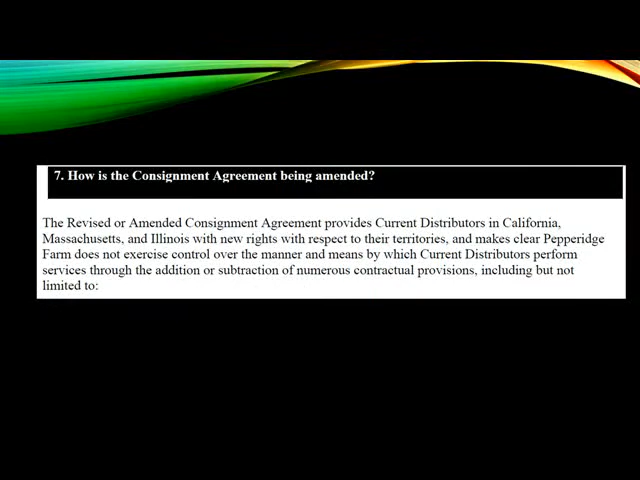 7. How is the Consignment Agreement being amended?
The Revised or Amended Consignment Agreement provides Current Distributors in California,
Massachusetts, and Illinois with new rights with respect to their territories, and makes clear Pepperidge
Farm does not exercise control over the manner and means by which Current Distributors perform
services through the addition or subtraction of numerous contractual provisions, including but not
limited to: